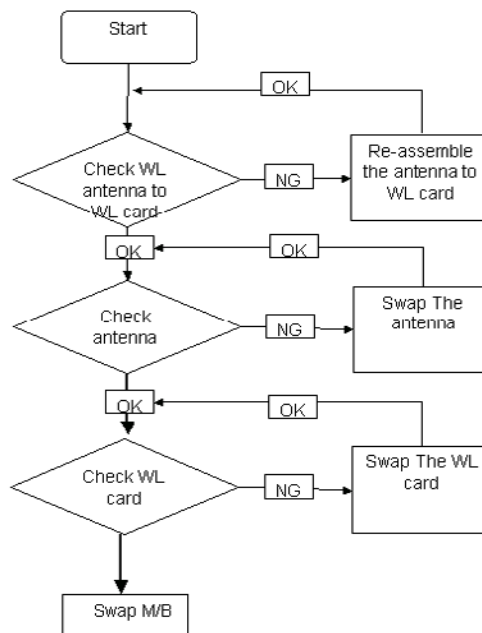 Start
OK
Check WL
antenna to
WL card
NG
Re-assemble
the antenna to
WL card
OK
OK
Check
antenna
NG
Swap The
antenna
OK
OK
Check WL
card
NG
Swap The WL
card
Swap M/B